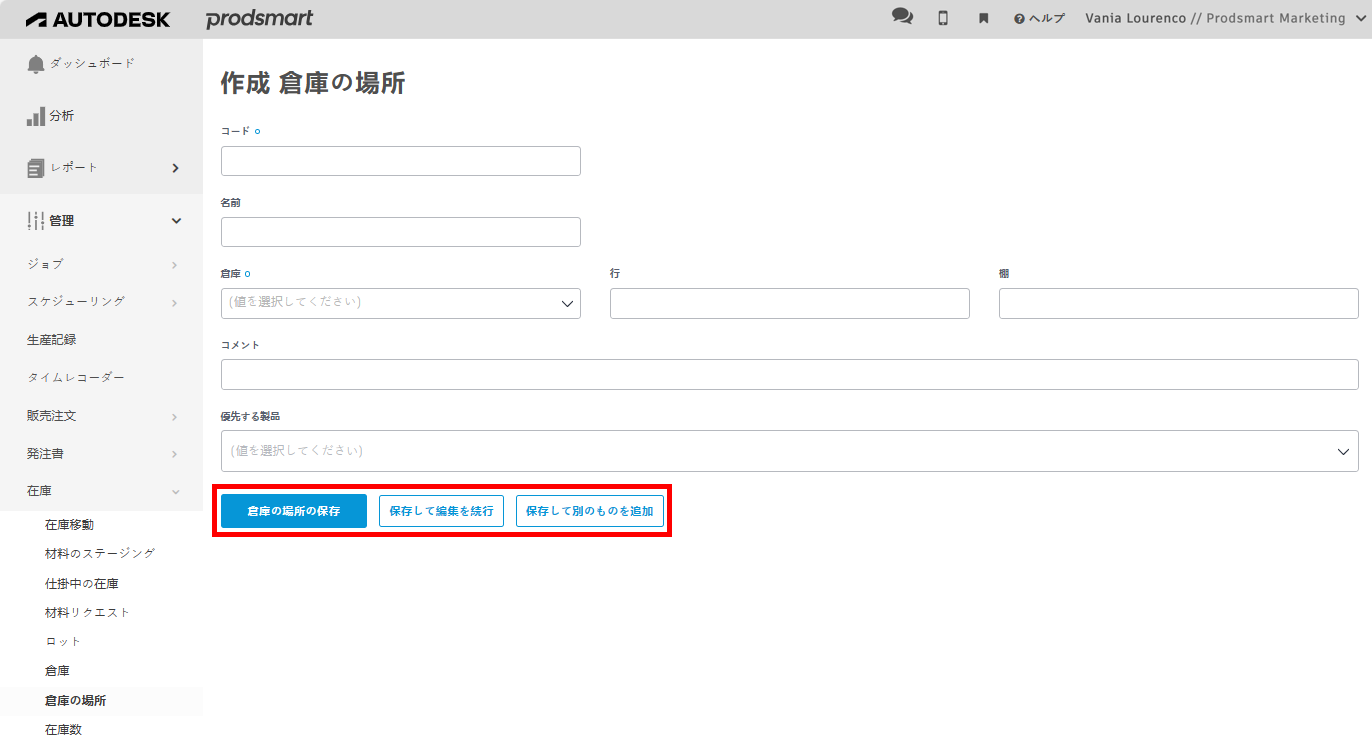 AUTODESK prodsmart ヘルプ Vania Lourenco // Prodsmart Marketing
ダッシュボード
分析
レポート
管理
ジョブ
スケジューリング
生産記録
タイムレコーダー
販売注文
発注書
在庫
在庫移動
材料のステージング
仕掛中の在庫
材料リクエスト
ロット
倉庫
倉庫の場所
在庫数
作成 倉庫の場所
コード
名前
倉庫 行 棚
(値を選択してください)
コメント
優先する製品
(値を選択してください)
倉庫の場所の保存 保存して編集を続行 保存して別のものを追加